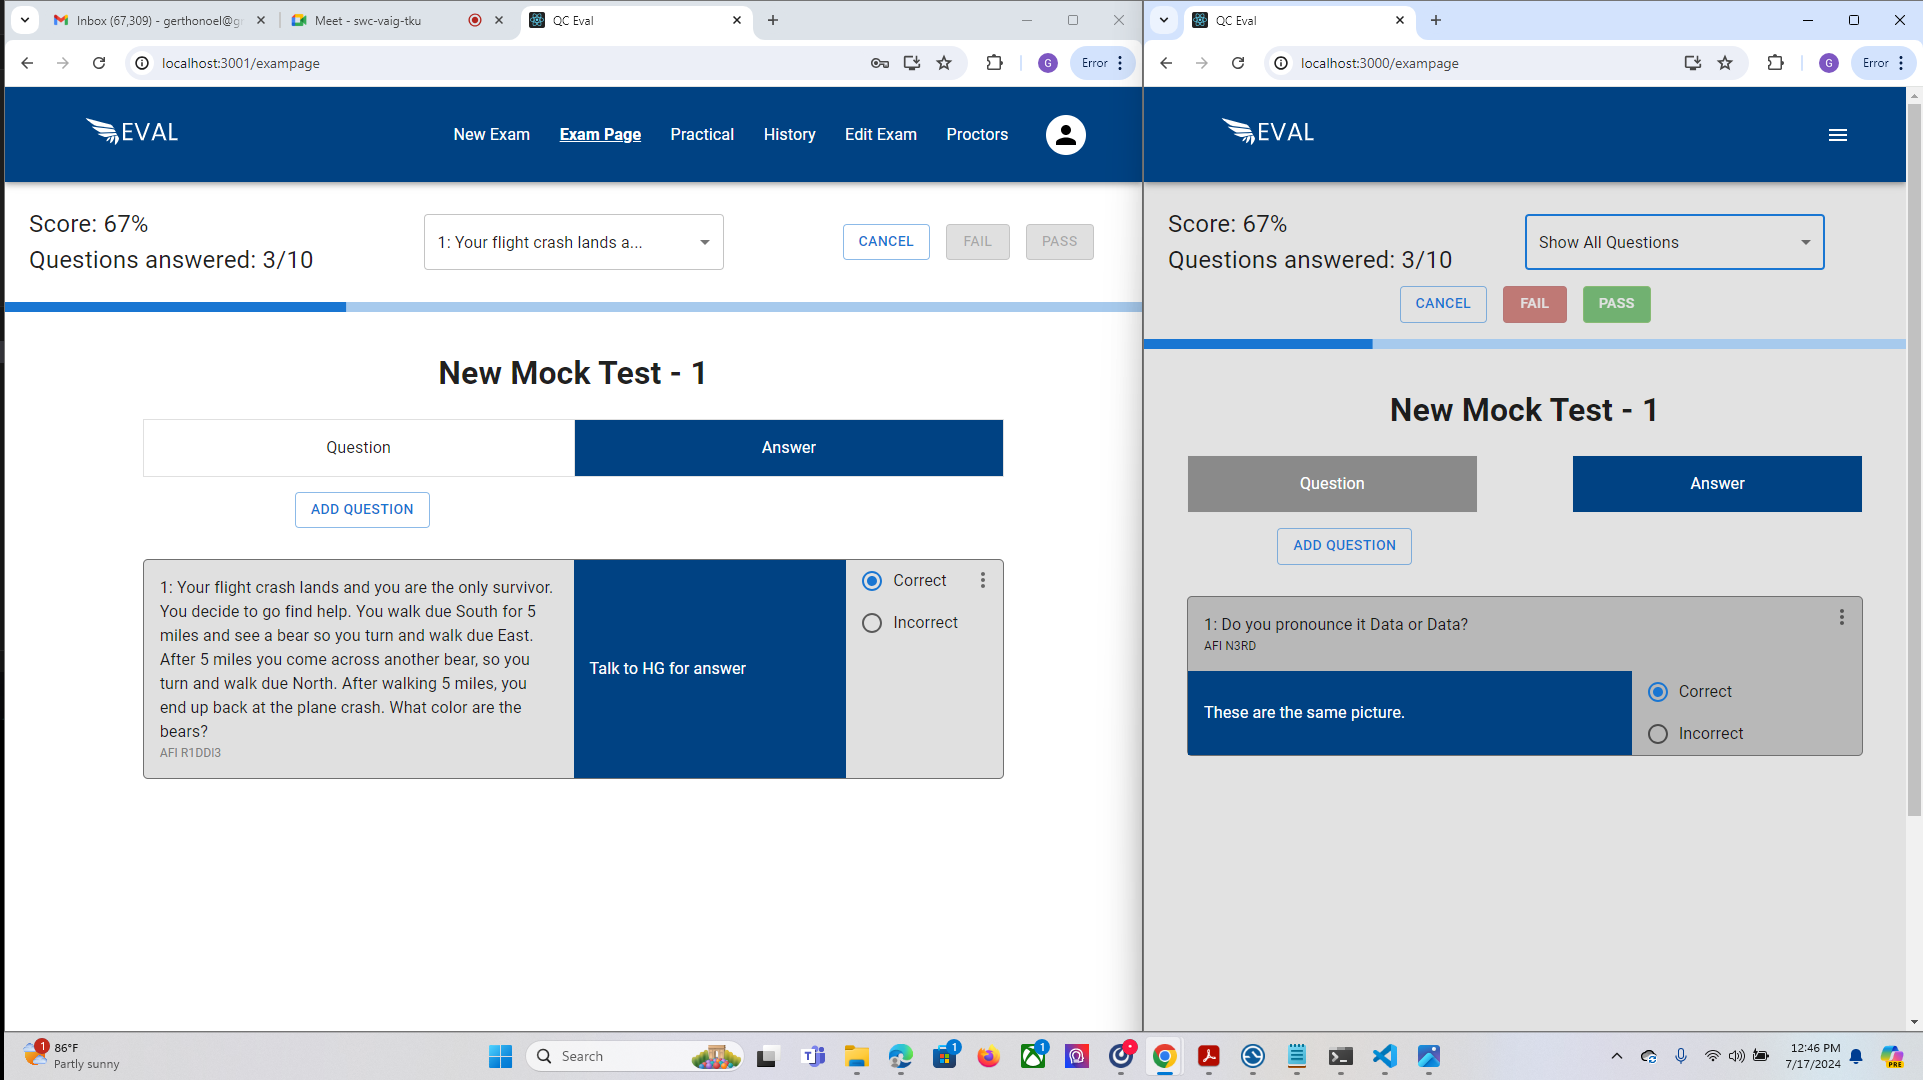 Inbox (67,309) - gerthonoel@g
Meet - swc-vaig-tku
QC Eval
localhost:3001/exampage
G
Error
EVAL
New Exam
Exam Page
Practical
History
Edit Exam
Proctors
Score: 67%
Questions answered: 3/10
1: Your flight crash lands a...
CANCEL
FAIL
PASS
New Mock Test - 1
Question
Answer
ADD QUESTION
1: Your flight crash lands and you are the only survivor.
You decide to go find help. You walk due South for 5
miles and see a bear so you turn and walk due East.
After 5 miles you come across another bear, so you
turn and walk due North. After walking 5 miles, you
end up back at the plane crash. What color are the
bears?
AFI R1DDI3
Talk to HG for answer
Correct
Incorrect
QC Eval
localhost:3000/exampage
G
Error
EVAL
Score: 67%
Questions answered: 3/10
Show All Questions
CANCEL
FAIL
PASS
New Mock Test - 1
Question
Answer
ADD QUESTION
1: Do you pronounce it Data or Data?
AFI N3RD
These are the same picture.
Correct
Incorrect
1
86°F
Partly sunny
Search
1
1
12:46 PM
7/17/2024
PRE